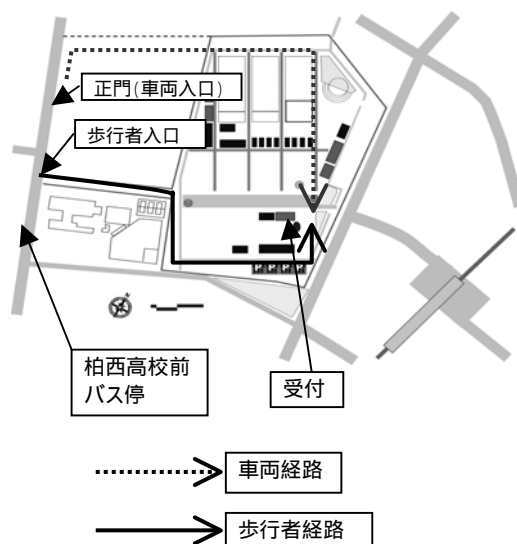 正門(車両入口)
歩行者入口
柏西高校前
バス停
受付
車両経路
歩行者経路